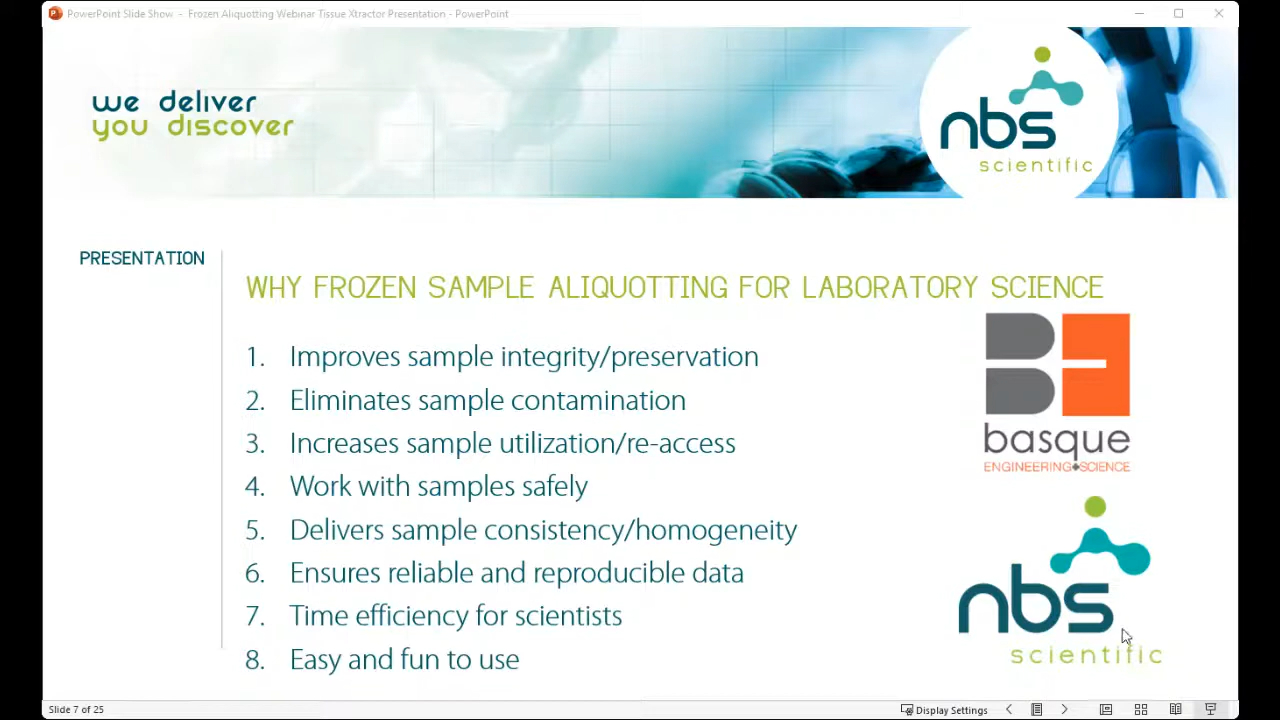 PowerPoint Slide Show - Frozen Aliquotting Webinar Tissue Xtractor Presentation - PowerPoint
we deliver
you discover
nbs
scientific
PRESENTATION
WHY FROZEN SAMPLE ALIQUOTTING FOR LABORATORY SCIENCE
1. Improves sample integrity/preservation
2. Eliminates sample contamination
3. Increases sample utilization/re-access
4. Work with samples safely
5. Delivers sample consistency/homogeneity
6. Ensures reliable and reproducible data
7. Time efficiency for scientists
8. Easy and fun to use
BE
basque
ENGINEERING+SCIENCE
nbs
scientific
Slide 7 of 25
Display Settings